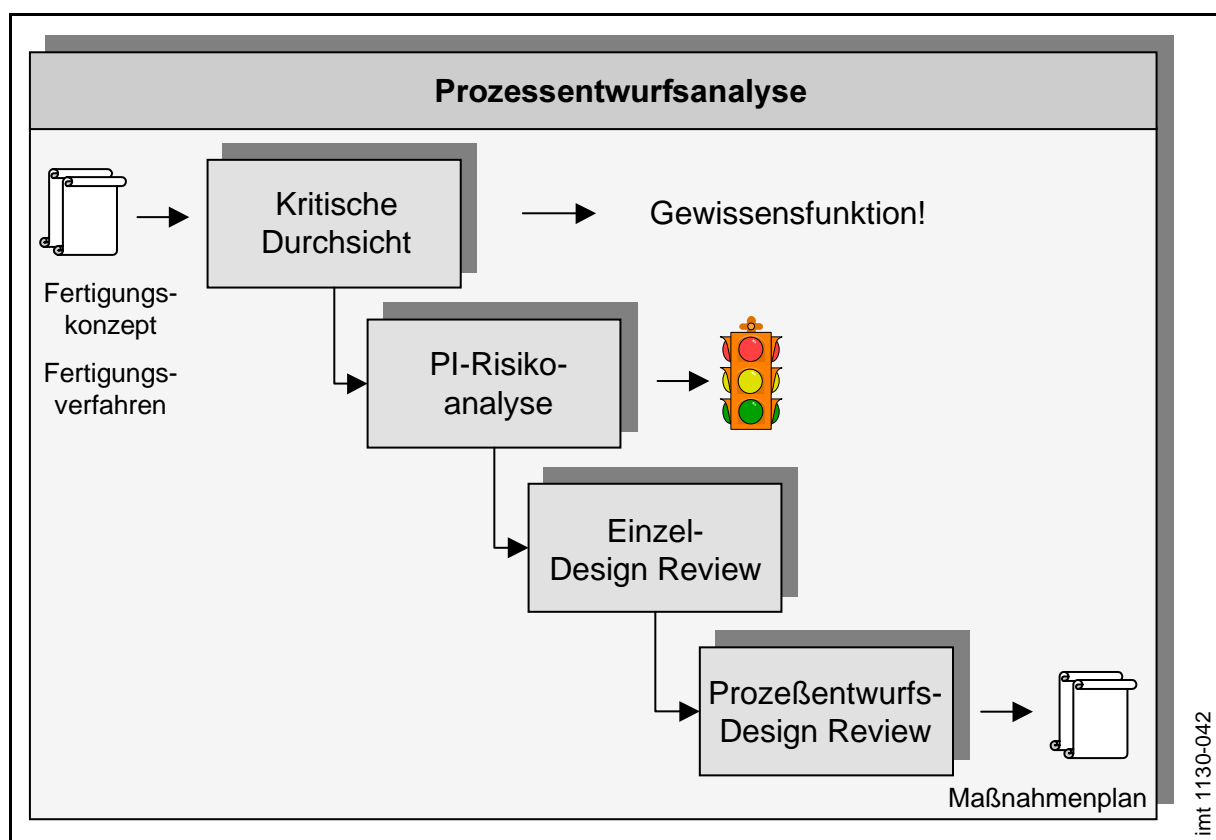 Prozessentwurfsanalyse
Kritische
Durchsicht
Gewissensfunktion!
Fertigungs-
konzept
Fertigungs-
verfahren
PI-Risiko-
analyse
Einzel-
Design Review
Prozeßentwurfs-
Design Review
Maßnahmenplan
imt 1130-042